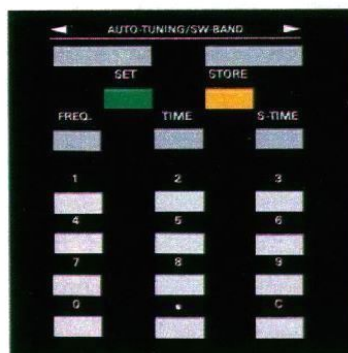 ◄ AUTO-TUNING/SW-BAND ►
SET STORE
FREQ. TIME S-TIME
1 2 3
4 5 6
7 8 9
0 • C